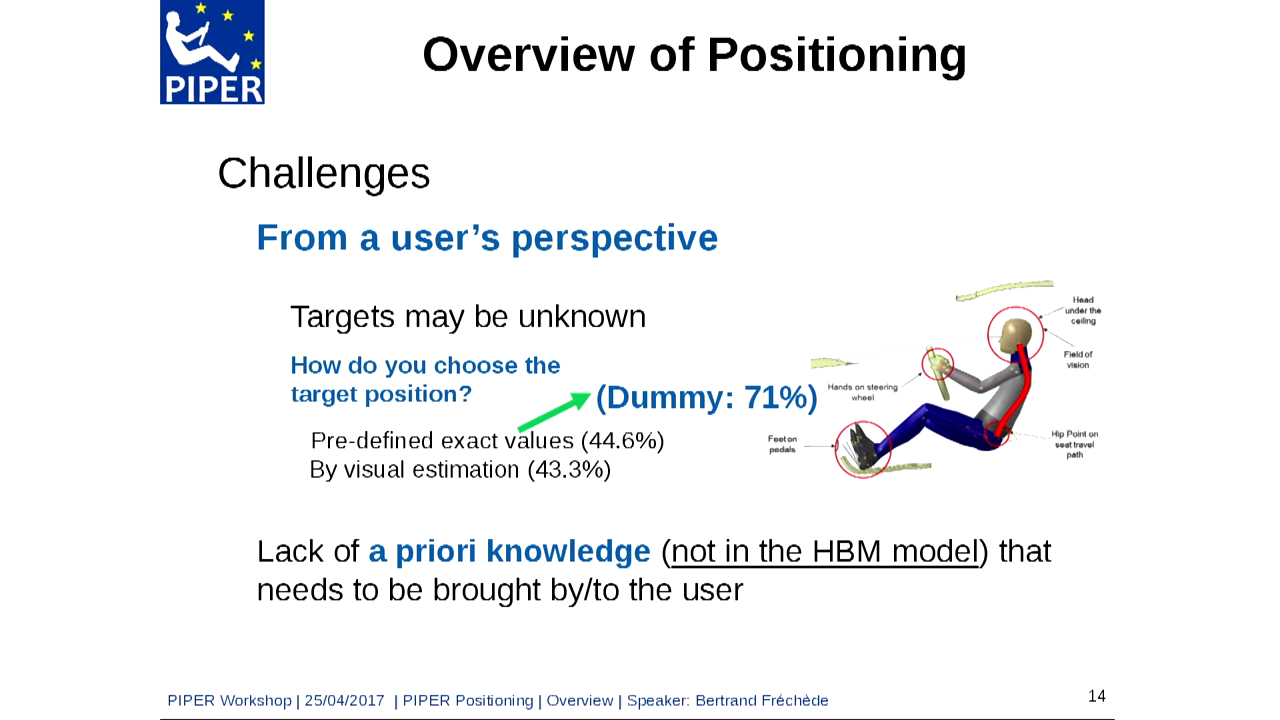 PIPER
Overview of Positioning
Challenges
From a user’s perspective
Targets may be unknown
How do you choose the
target position?
(Dummy: 71%)
Pre-defined exact values (44.6%)
By visual estimation (43.3%)
Head
under the
ceiling
Field of
vision
Hands on steering
wheel
Feet on
pedals
Hip Point on
seat travel
path
Lack of a priori knowledge (not in the HBM model) that
needs to be brought by/to the user
PIPER Workshop | 25/04/2017 | PIPER Positioning | Overview | Speaker: Bertrand Fréchède
14